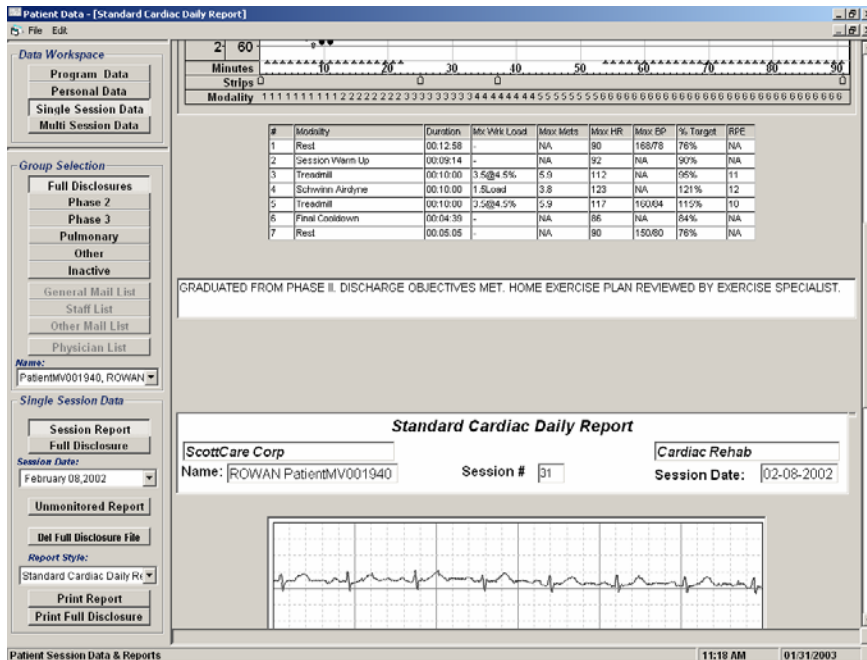 Patient Data - [Standard Cardiac Daily Report]
File Edit
Data Workspace
Program Data
Personal Data
Single Session Data
Multi Session Data
Group Selection
Full Disclosures
Phase 2
Phase 3
Pulmonary
Other
Inactive
General Mail List
Staff List
Other Mail List
Physician List
Name:
PatientMV001940, ROWAN
Single Session Data
Session Report
Full Disclosure
Session Date:
February 08,2002
Unmonitored Report
Del Full Disclosure File
Report Style:
Standard Cardiac Daily Re
Print Report
Print Full Disclosure
2 60
Minutes 10 20 30 40 50 60 70 80 90
Strips
Modality
# Modality Duration Mx Wrk Load Max Mets Max HR Max BP % Target RPE
1 Rest 00:12:58 - NA 90 168/78 76% NA
2 Session Warm Up 00:09:14 - NA 92 NA 90% NA
3 Treadmill 00:10:00 3.5@4.5% 5.9 112 NA 95% 11
4 Schwinn Airdyne 00:10:00 1.5Load 3.8 123 NA 121% 12
5 Treadmill 00:10:00 3.5@4.5% 5.9 117 160/84 115% 10
6 Final Cooldown 00:04:39 - NA 86 NA 84% NA
7 Rest 00:05:05 - NA 90 150/80 76% NA
GRADUATED FROM PHASE II. DISCHARGE OBJECTIVES MET. HOME EXERCISE PLAN REVIEWED BY EXERCISE SPECIALIST.
Standard Cardiac Daily Report
ScottCare Corp Cardiac Rehab
Name: ROWAN PatientMV001940 Session # 31 Session Date: 02-08-2002
Patient Session Data & Reports 11:18 AM 01/31/2003